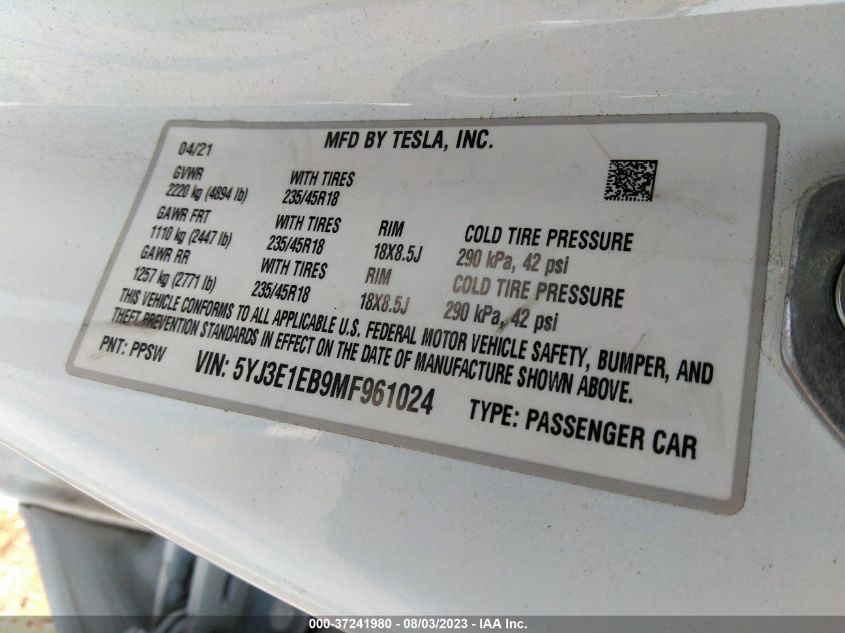 MFD BY TESLA, INC.
04/21
GVWR WITH TIRES
2220 kg (4894 lb) 235/45R18
GAWR FRT WITH TIRES RIM COLD TIRE PRESSURE
1110 kg (2447 lb) 235/45R18 18X8.5J 290 kPa, 42 psi
GAWR RR WITH TIRES RIM COLD TIRE PRESSURE
1257 kg (2771 lb) 235/45R18 18X8.5J 290 kPa, 42 psi
THIS VEHICLE CONFORMS TO ALL APPLICABLE U.S. FEDERAL MOTOR VEHICLE SAFETY, BUMPER, AND
THEFT PREVENTION STANDARDS IN EFFECT ON THE DATE OF MANUFACTURE SHOWN ABOVE.
PNT: PPSW VIN: 5YJ3E1EB9MF961024 TYPE: PASSENGER CAR
000-37241980 - 08/03/2023 - IAA Inc.